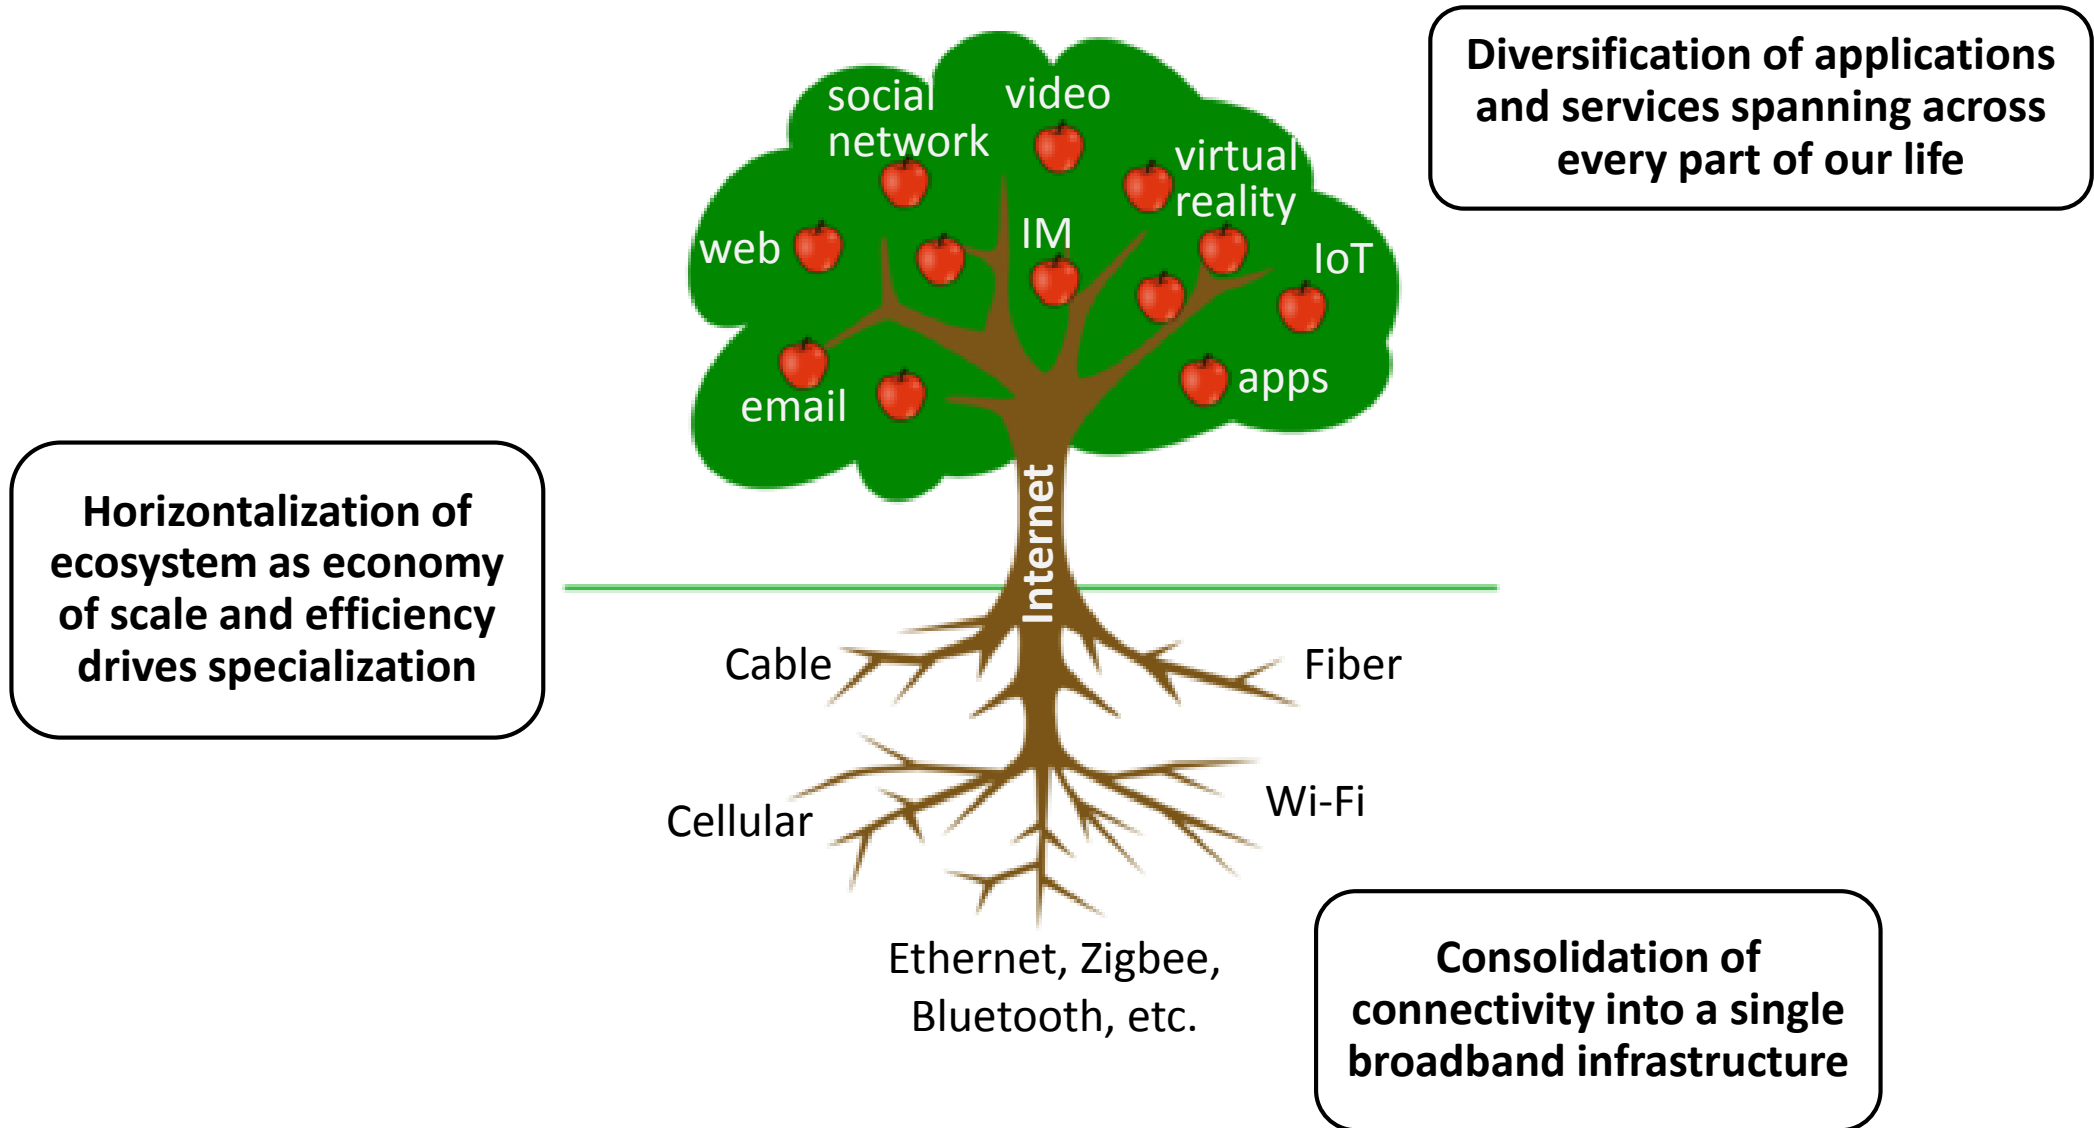 Diversification of applications
and services spanning across
every part of our life
social
network
video
virtual
reality
web
IM
IoT
email
apps
Internet
Horizontalization of
ecosystem as economy
of scale and efficiency
drives specialization
Cable
Fiber
Cellular
Wi-Fi
Ethernet, Zigbee,
Bluetooth, etc.
Consolidation of
connectivity into a single
broadband infrastructure